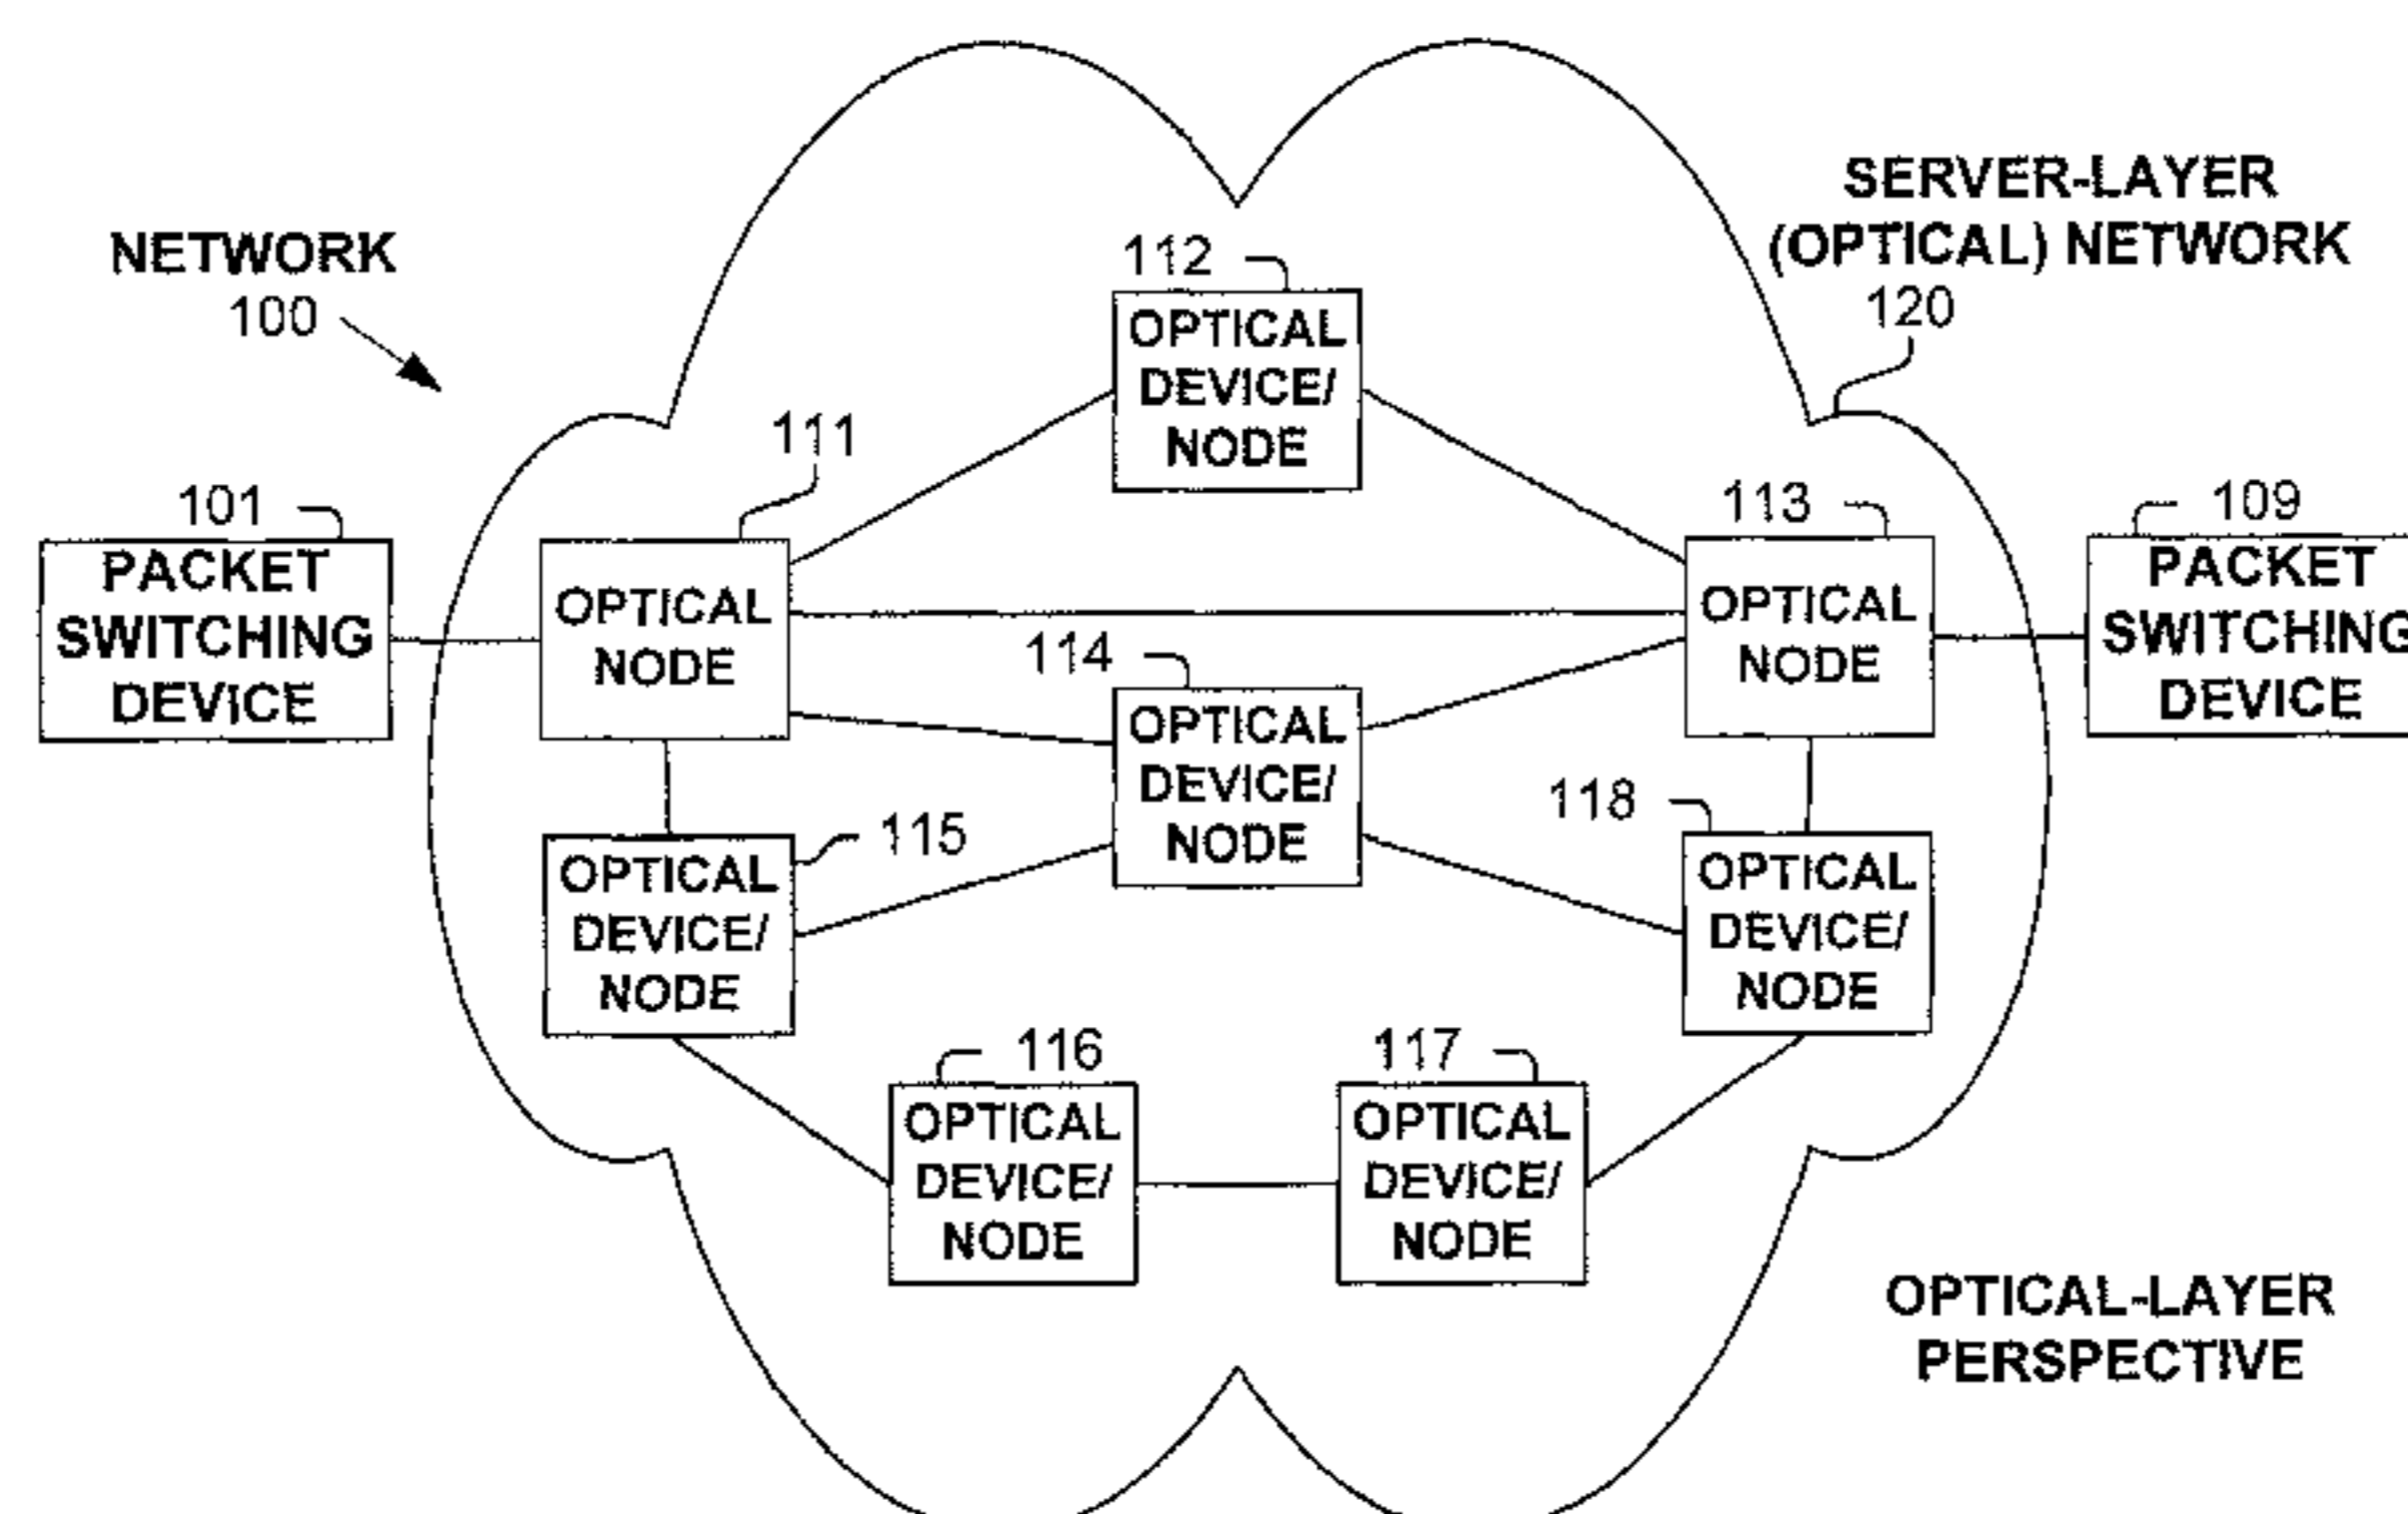 SERVER-LAYER
(OPTICAL) NETWORK
120
NETWORK
100
112
OPTICAL
DEVICE/
NODE
111
OPTICAL
NODE
101
PACKET
SWITCHING
DEVICE
113
OPTICAL
NODE
109
PACKET
SWITCHING
DEVICE
114
OPTICAL
DEVICE/
NODE
115
OPTICAL
DEVICE/
NODE
118
OPTICAL
DEVICE/
NODE
116
OPTICAL
DEVICE/
NODE
117
OPTICAL
DEVICE/
NODE
OPTICAL-LAYER
PERSPECTIVE